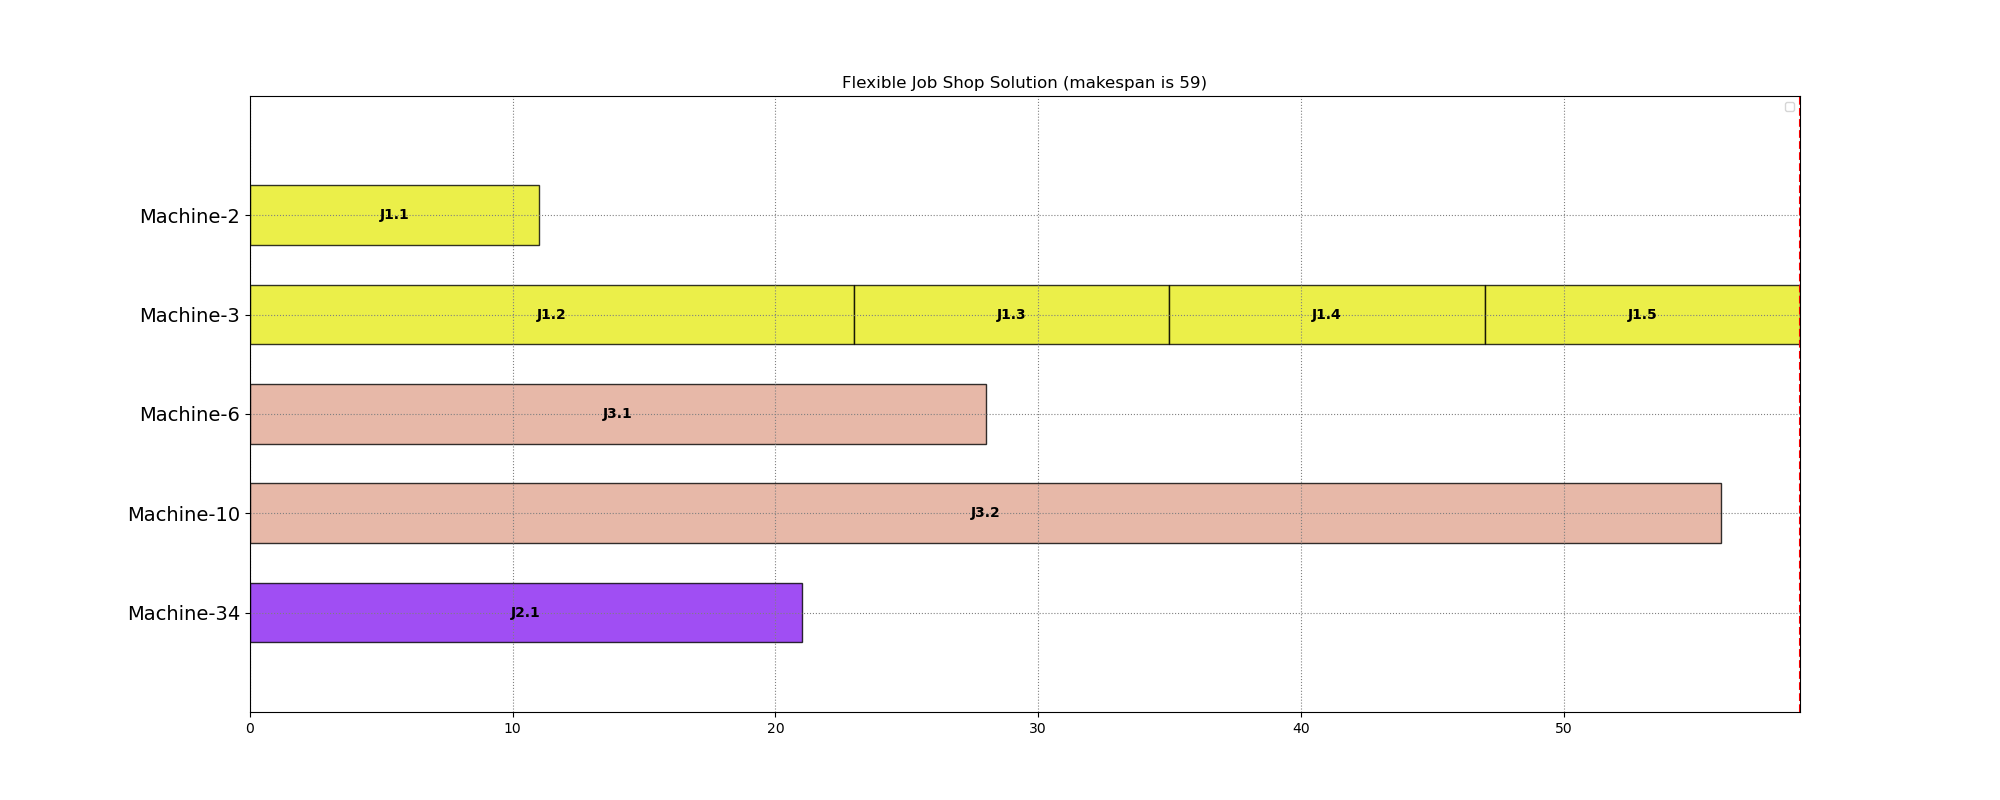 Flexible Job Shop Solution (makespan is 59)
Machine-2
J1.1
Machine-3
J1.2
J1.3
J1.4
J1.5
Machine-6
J3.1
Machine-10
J3.2
Machine-34
J2.1
0
10
20
30
40
50